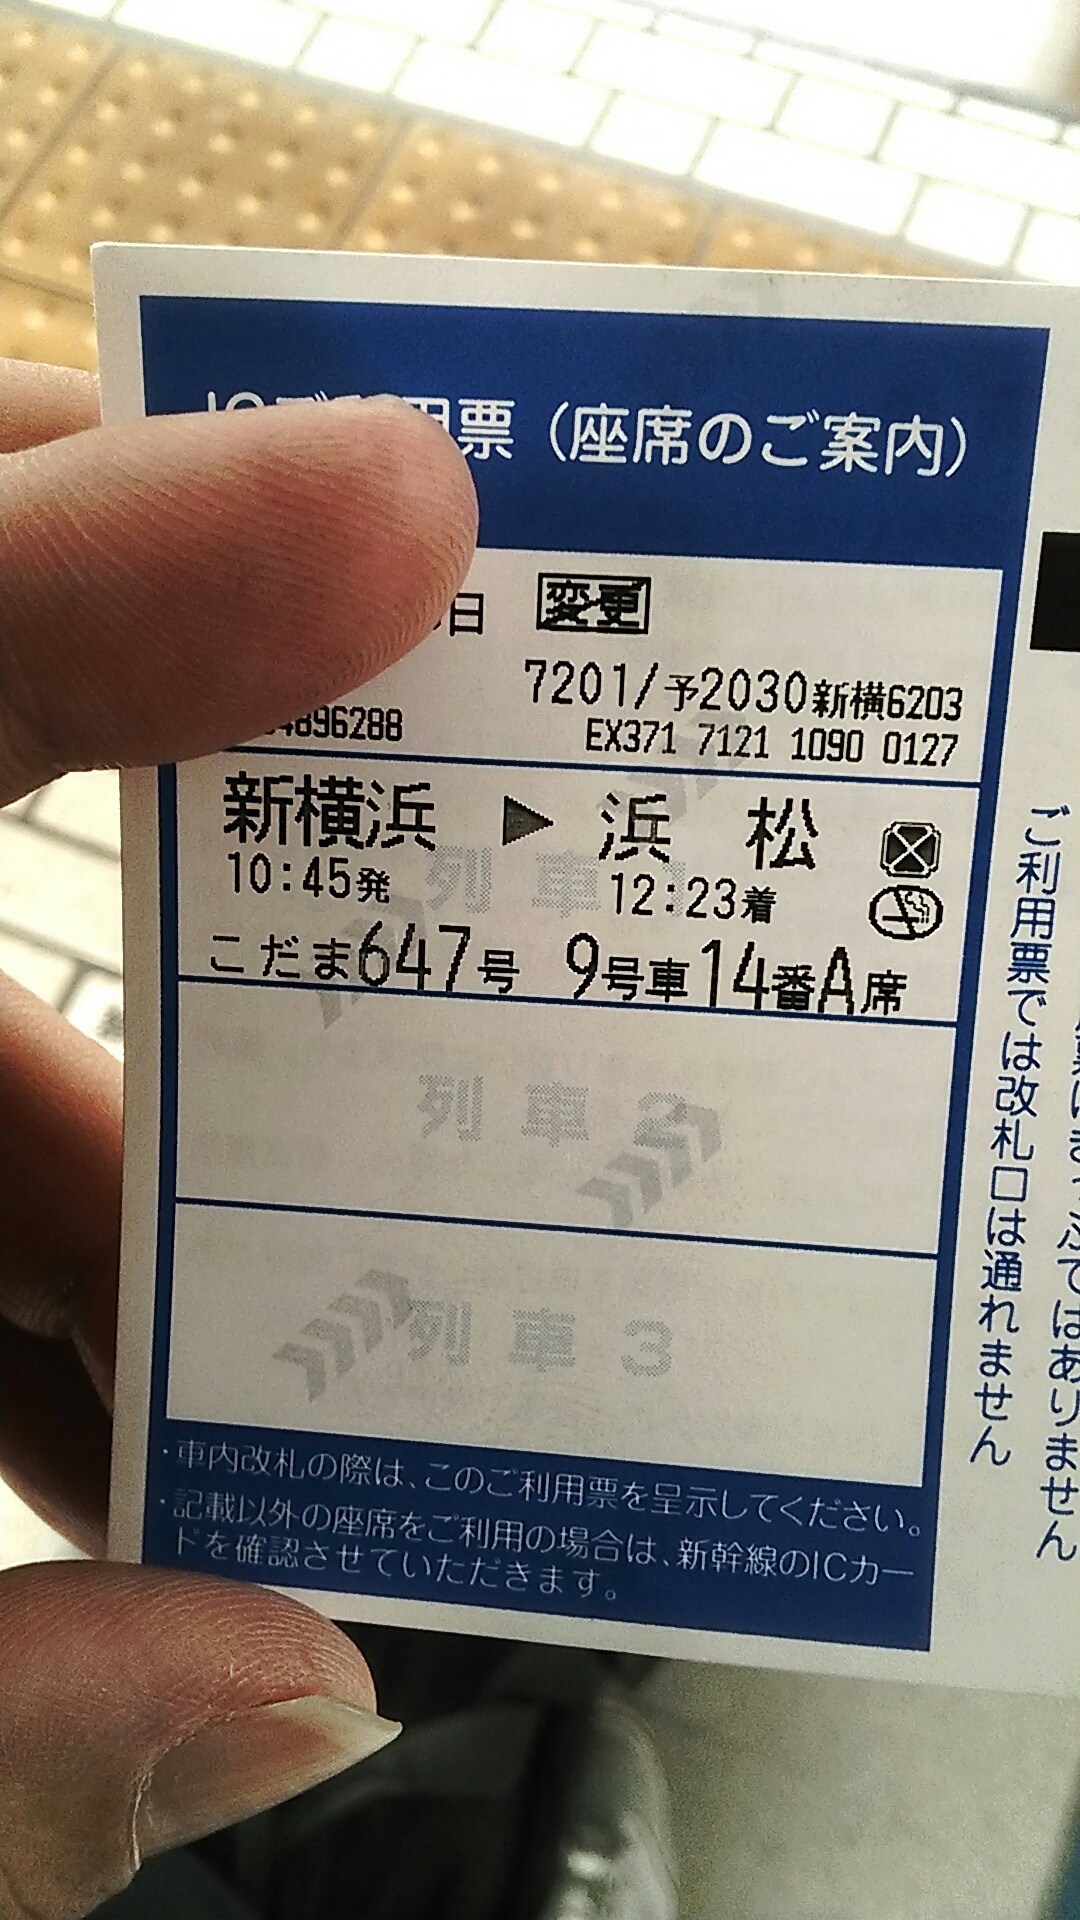 用票（座席のご案内）
日 変更
7201/予2030新横6203
4896288 EX371 7121 1090 0127
新横浜 ▶ 浜 松
10:45発 12:23着
こだま647号 9号車14番A席
列 車 1
列 車 2
列 車 3
・車内改札の際は、このご利用票を呈示してください。
・記載以外の座席をご利用の場合は、新幹線のICカー
ドを確認させていただきます。
きっぷではありません
ご利用票では改札口は通れません